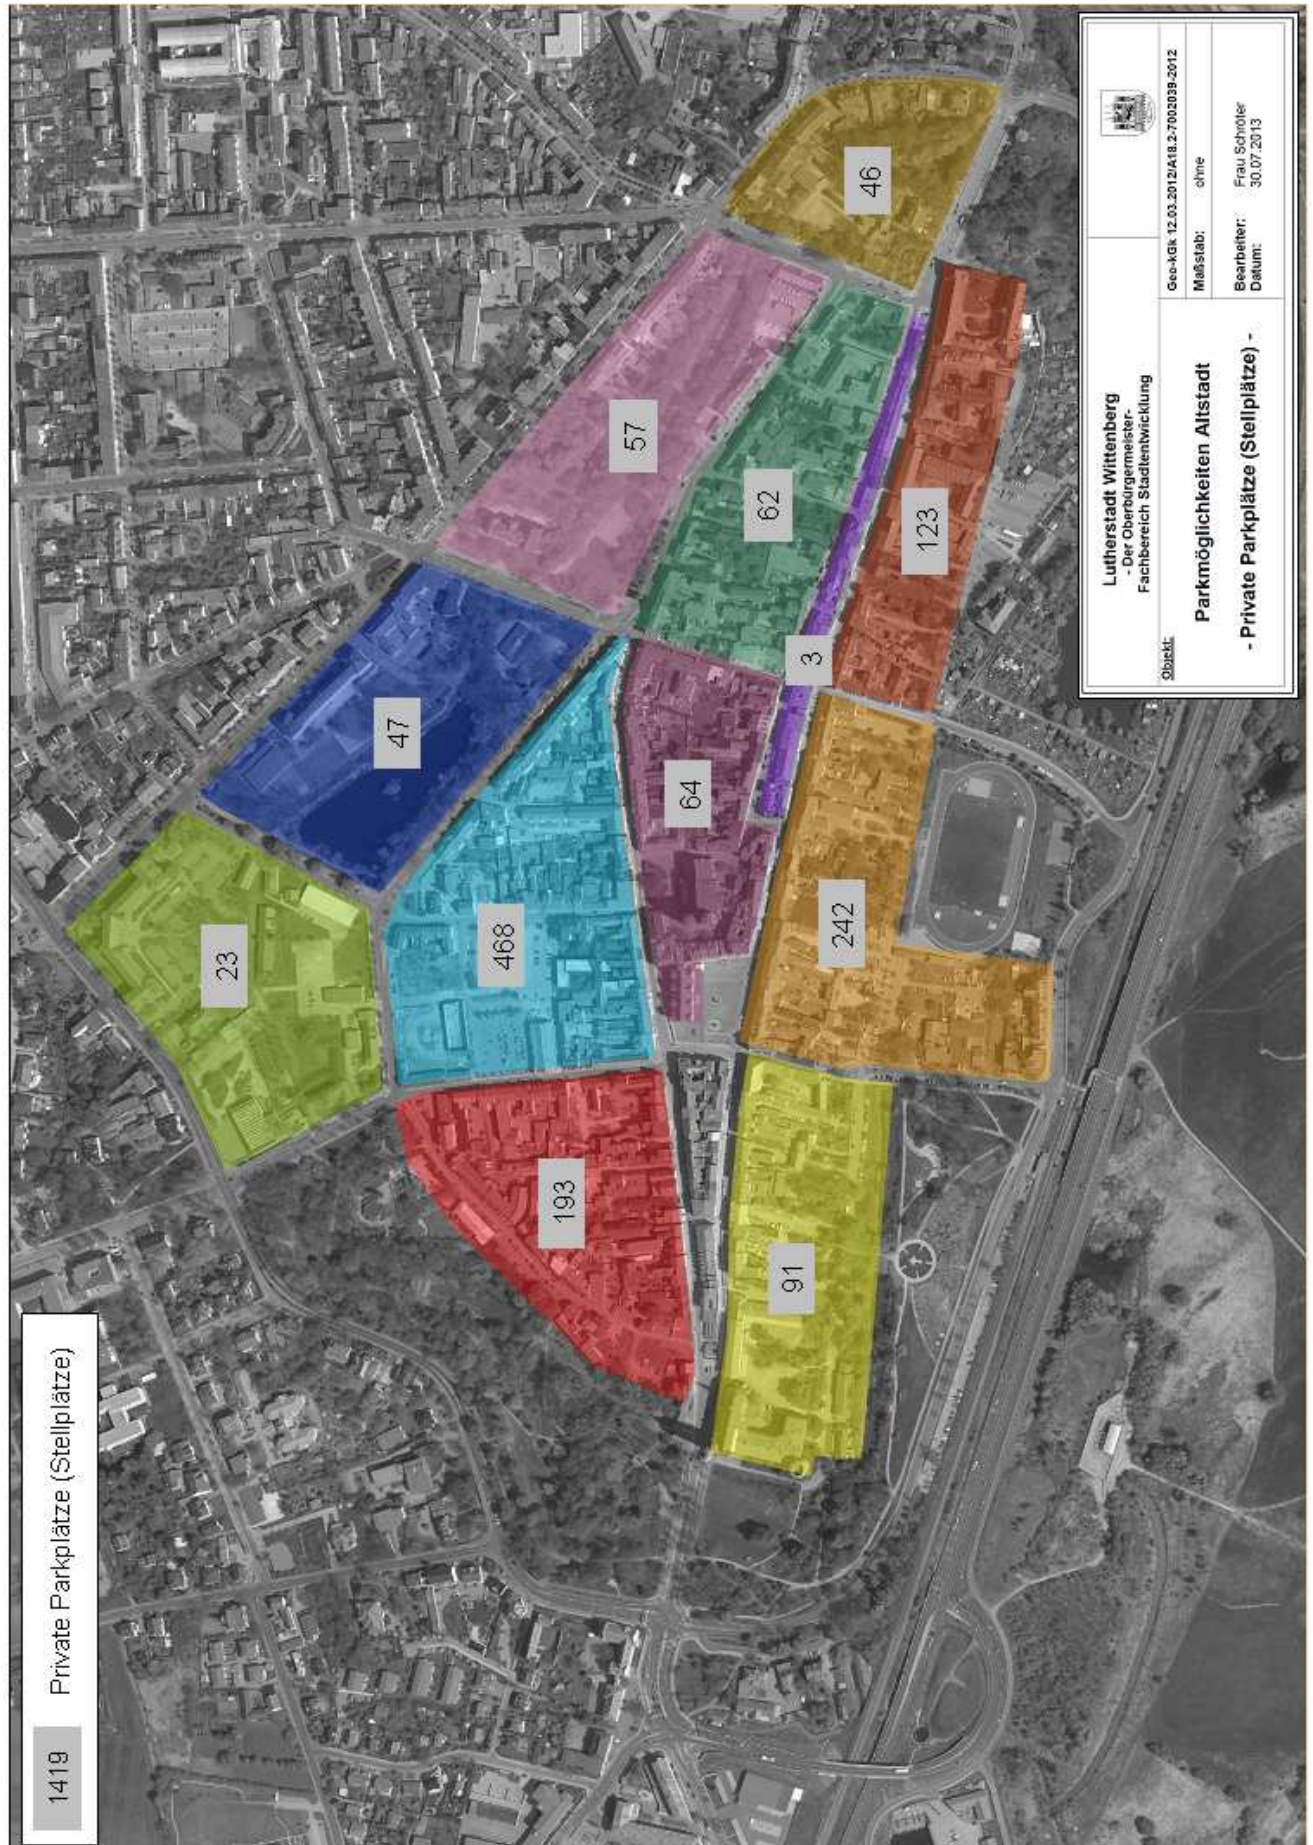 1419 Private Parkplätze (Stellplätze)
23
47
57
46
468
193
64
62
3
123
242
91
Lutherstadt Wittenberg
- Der Oberbürgermeister-
Fachbereich Stadtentwicklung
Geo-kGk 12.03.2012/A18.2-7002039-2012
Objekt:
Parkmöglichkeiten Altstadt
- Private Parkplätze (Stellplätze) -
Maßstab: ohne
Bearbeiter: Frau Schröter
Datum: 30.07.2013